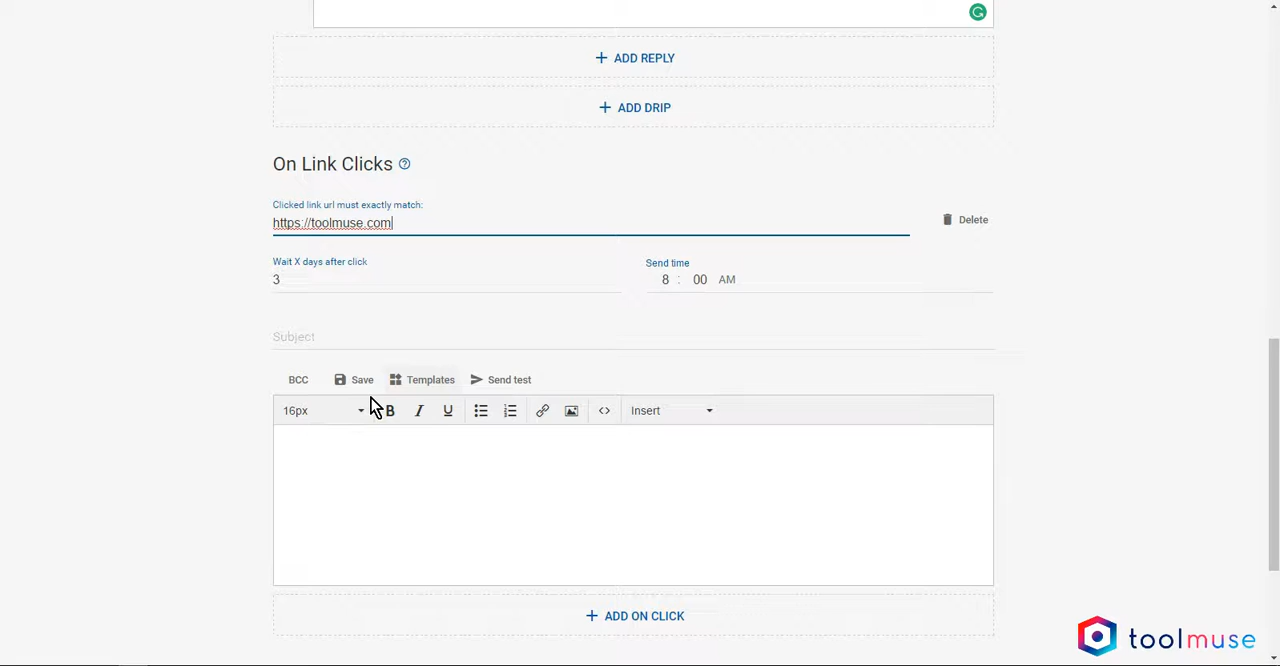 ADD REPLY
ADD DRIP
On Link Clicks
Clicked link url must exactly match:
https://toolmuse.com
Delete
Wait X days after click
Send time
3
8 : 00 AM
Subject
BCC Save Templates Send test
16px B I U <> Insert
ADD ON CLICK
toolmuse